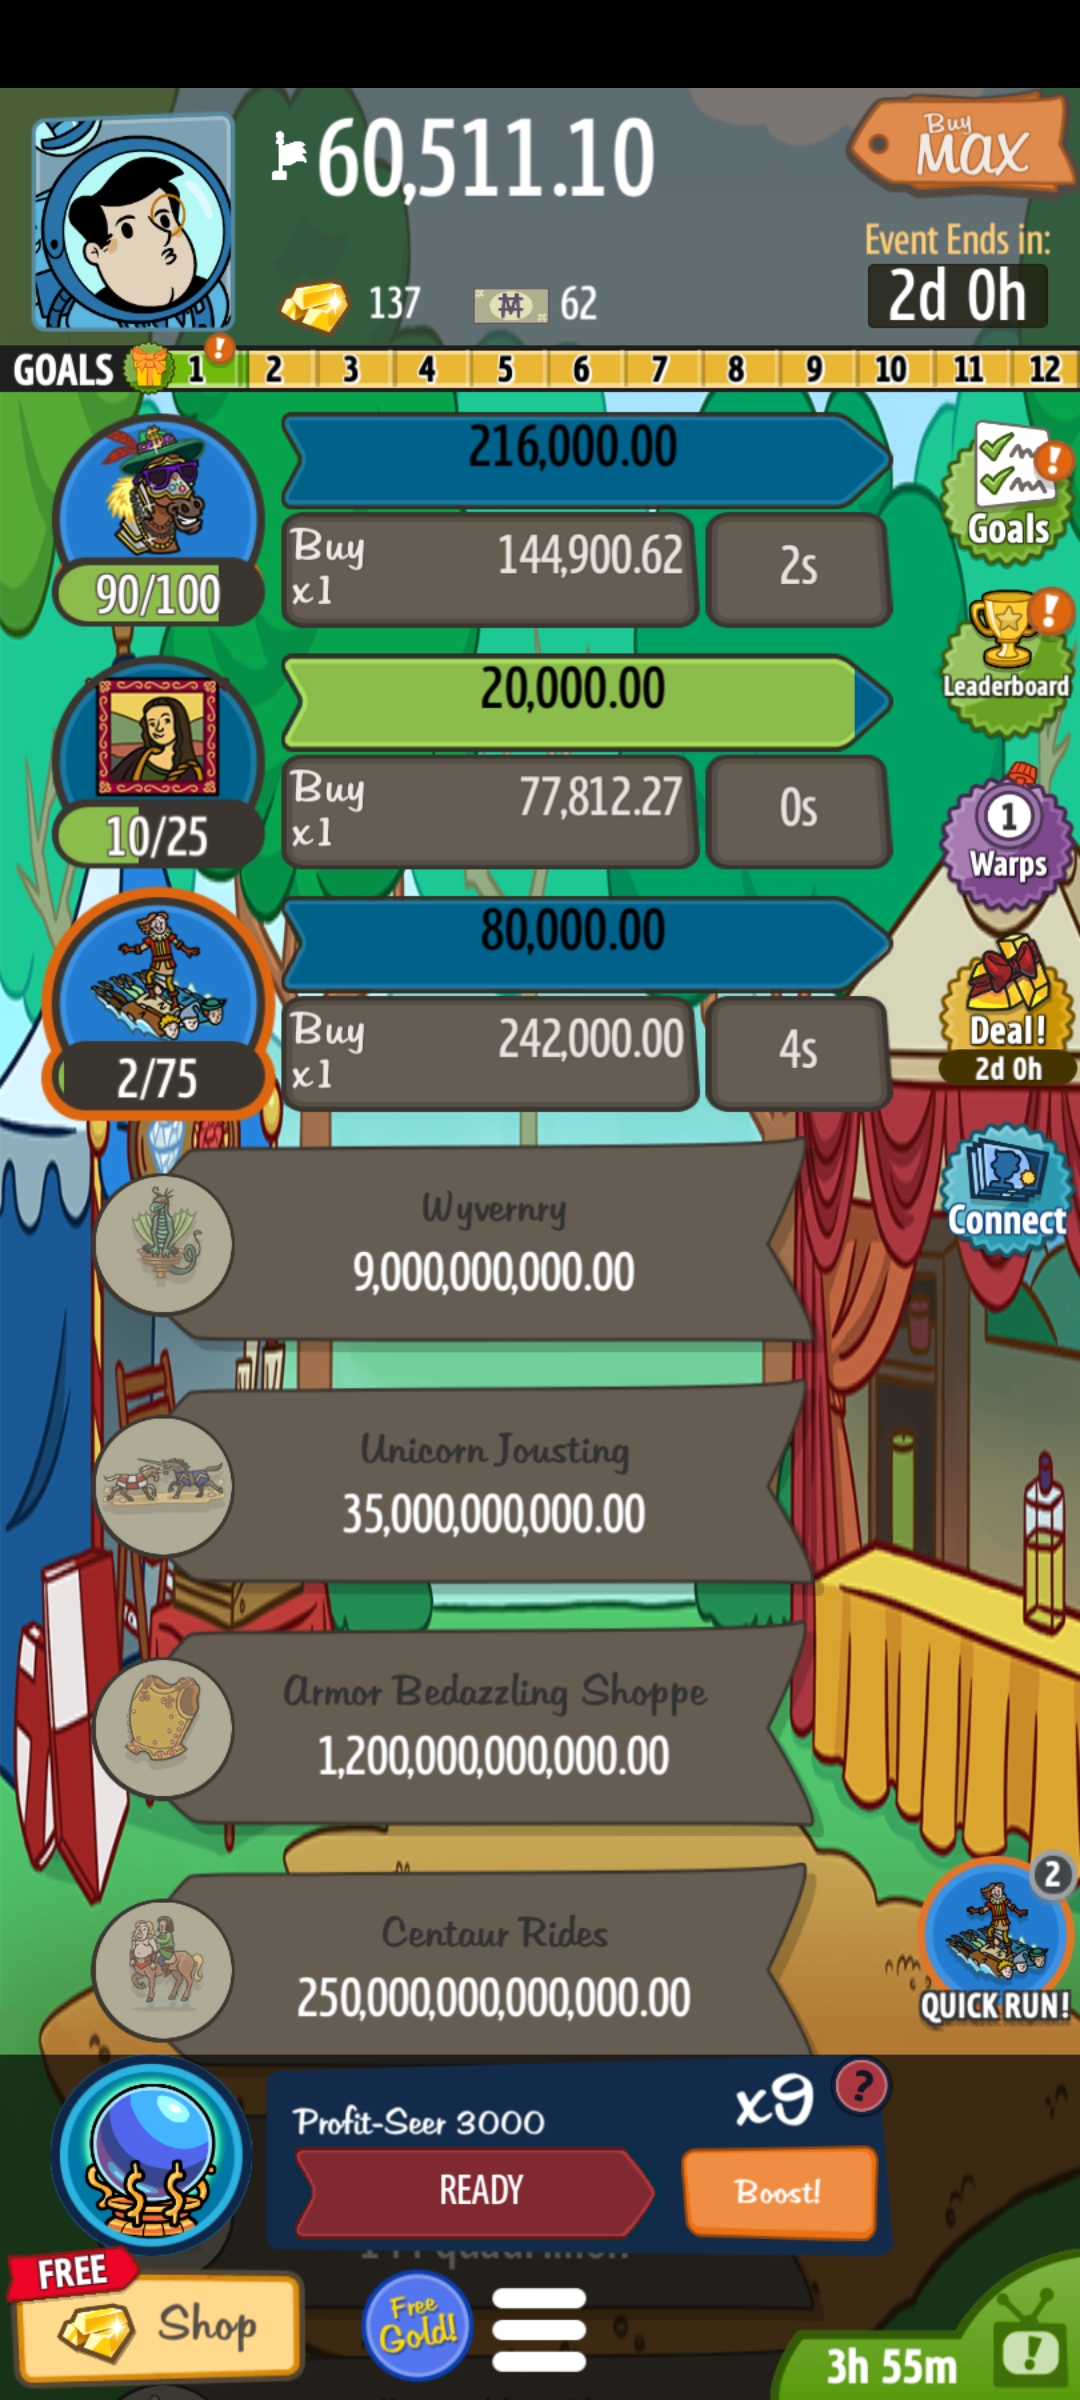 60,511.10
Buy
MAX
137
62
Event Ends in:
2d 0h
GOALS 1 ! 2 3 4 5 6 7 8 9 10 11 12
216,000.00
Buy
x1
144,900.62
2s
90/100
!
Goals
20,000.00
Buy
x1
77,812.27
0s
10/25
!
Leaderboard
1
Warps
80,000.00
Buy
x1
242,000.00
4s
2/75
Deal!
2d 0h
Wyvernry
9,000,000,000.00
Connect
Unicorn Jousting
35,000,000,000.00
Armor Bedazzling Shoppe
1,200,000,000,000.00
Centaur Rides
250,000,000,000,000.00
2
QUICK RUN!
Profit-Seer 3000
x9
?
READY
Boost!
FREE
Shop
Free
Gold!
3h 55m
!